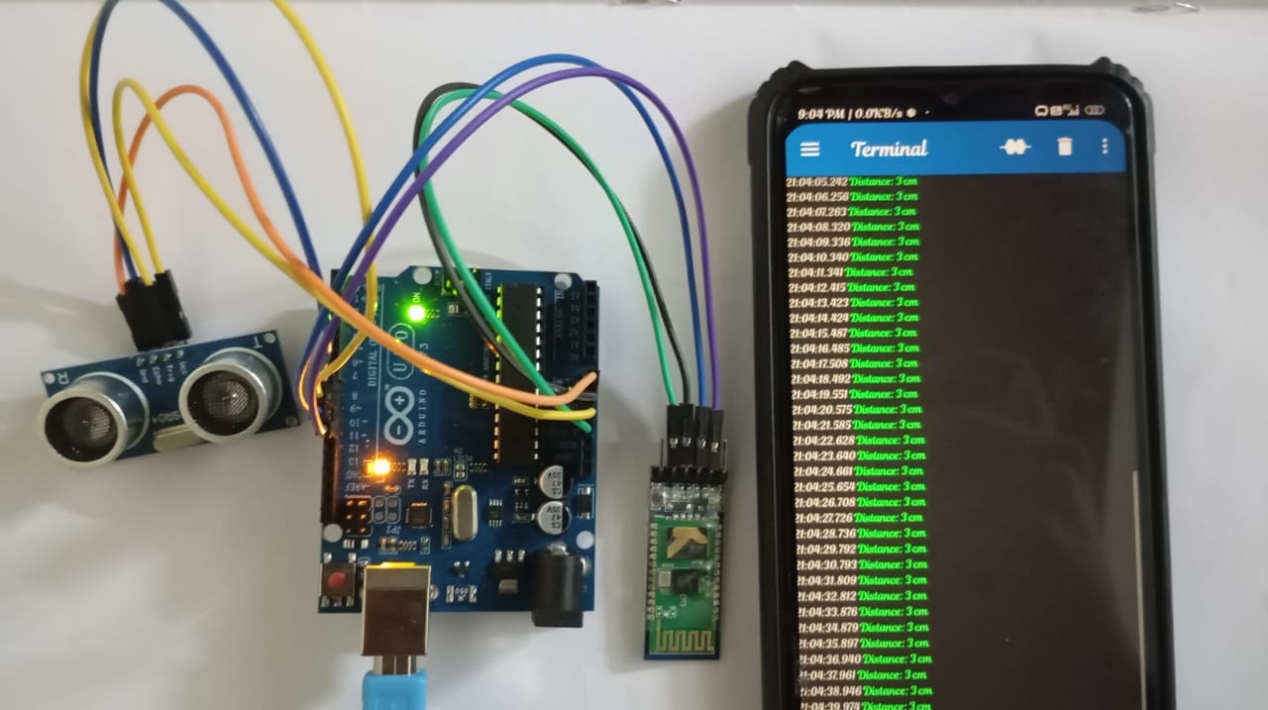 9:04 PM | 0.0KB/s
Terminal
21:04:05.242 Distance: 3 cm
21:04:06.256 Distance: 3 cm
21:04:07.263 Distance: 3 cm
21:04:08.320 Distance: 3 cm
21:04:09.336 Distance: 3 cm
21:04:10.340 Distance: 3 cm
21:04:11.341 Distance: 3 cm
21:04:12.415 Distance: 3 cm
21:04:13.423 Distance: 3 cm
21:04:14.424 Distance: 3 cm
21:04:15.487 Distance: 3 cm
21:04:16.485 Distance: 3 cm
21:04:17.508 Distance: 3 cm
21:04:18.492 Distance: 3 cm
21:04:19.551 Distance: 3 cm
21:04:20.575 Distance: 3 cm
21:04:21.585 Distance: 3 cm
21:04:22.628 Distance: 3 cm
21:04:23.640 Distance: 3 cm
21:04:24.661 Distance: 3 cm
21:04:25.654 Distance: 3 cm
21:04:26.708 Distance: 3 cm
21:04:27.726 Distance: 3 cm
21:04:28.736 Distance: 3 cm
21:04:29.792 Distance: 3 cm
21:04:30.793 Distance: 3 cm
21:04:31.809 Distance: 3 cm
21:04:32.812 Distance: 3 cm
21:04:33.876 Distance: 3 cm
21:04:34.879 Distance: 3 cm
21:04:35.897 Distance: 3 cm
21:04:36.940 Distance: 3 cm
21:04:37.961 Distance: 3 cm
21:04:38.946 Distance: 3 cm
21:04:39.974 Distance: 3 cm
ON
DIGITAL
UNO
ARDUINO
TX
RX
AREF
T
R